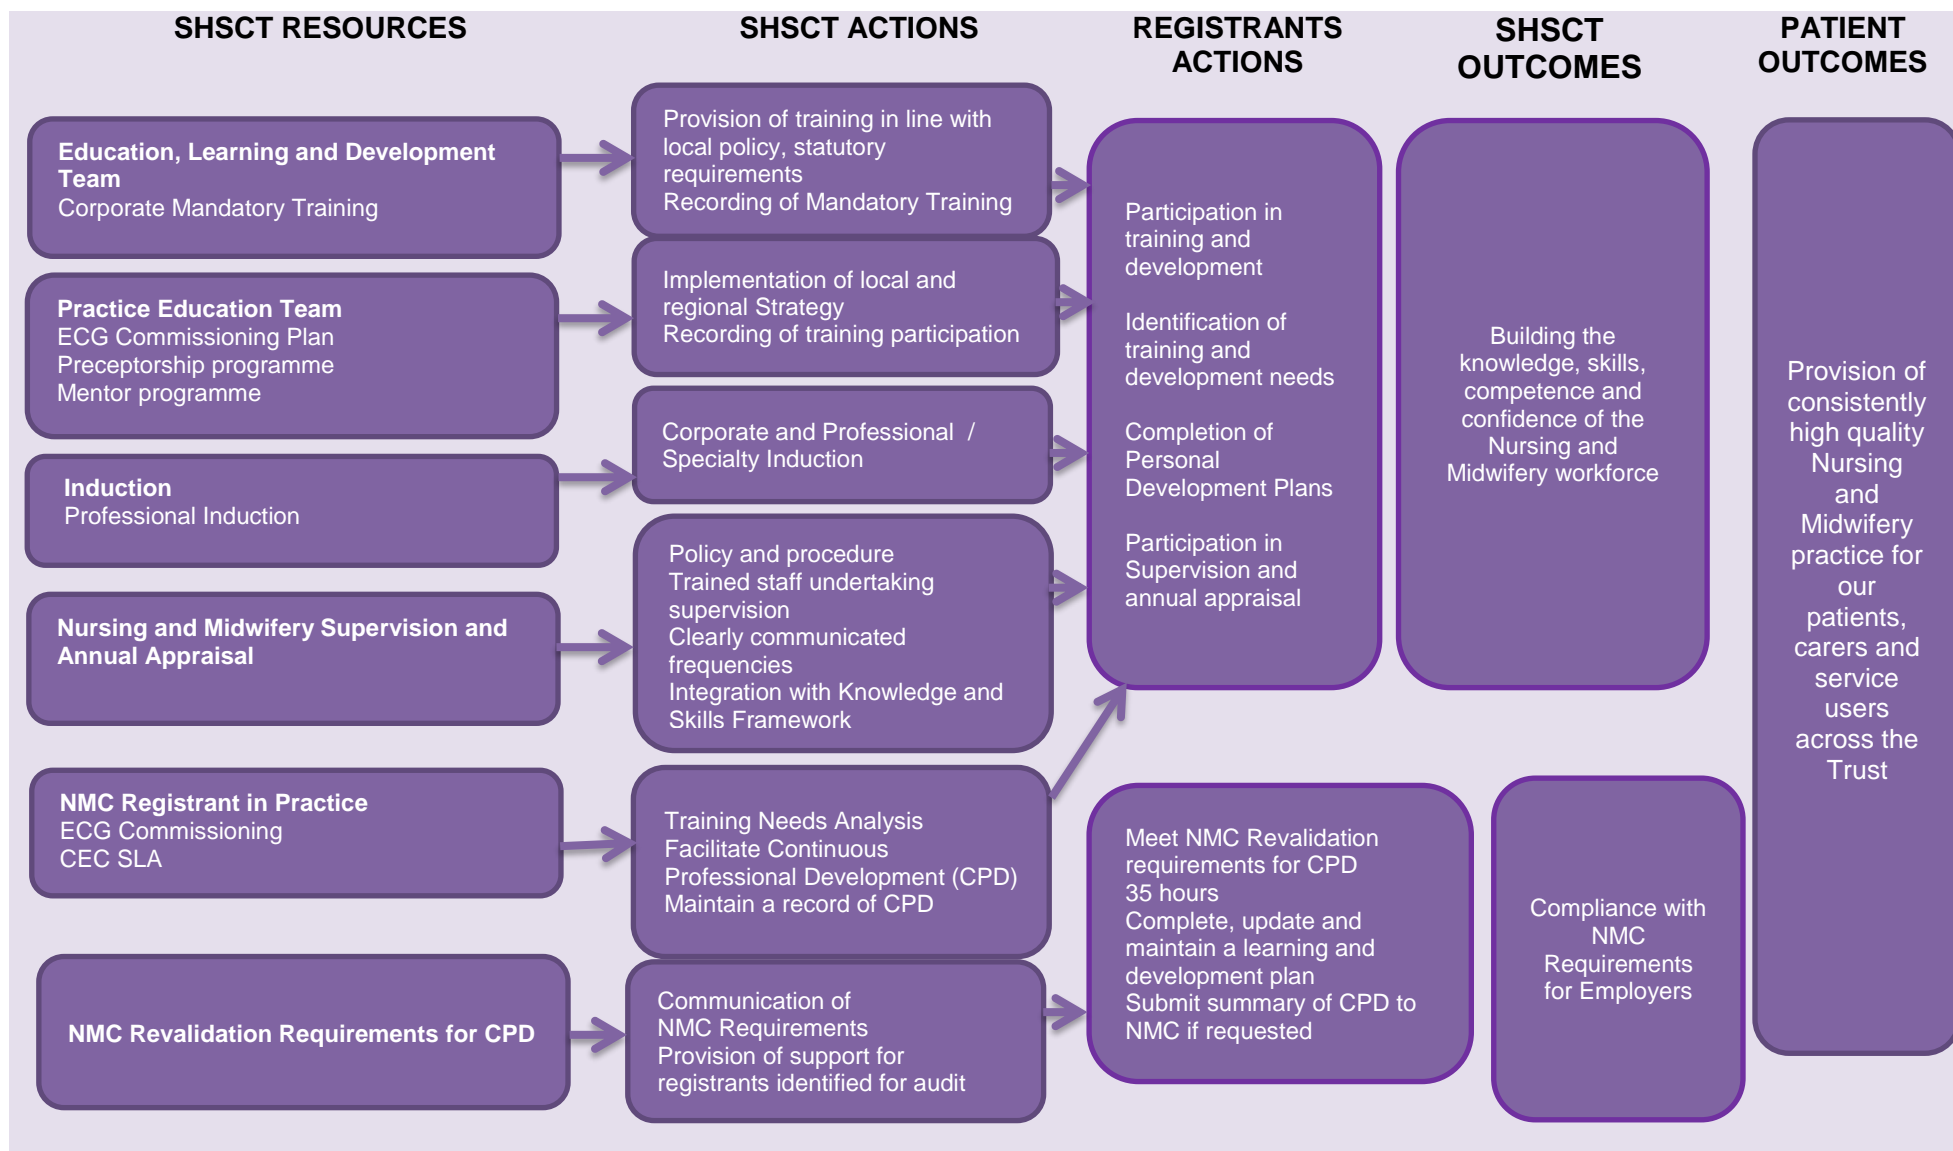 SHSCT RESOURCES
SHSCT ACTIONS
REGISTRANTS
ACTIONS
SHSCT
OUTCOMES
PATIENT
OUTCOMES
Education, Learning and Development
Team
Corporate Mandatory Training
Practice Education Team
ECG Commissioning Plan
Preceptorship programme
Mentor programme
Induction
Professional Induction
Nursing and Midwifery Supervision and
Annual Appraisal
NMC Registrant in Practice
ECG Commissioning
CEC SLA
NMC Revalidation Requirements for CPD
Provision of training in line with
local policy, statutory
requirements
Recording of Mandatory Training
Implementation of local and
regional Strategy
Recording of training participation
Corporate and Professional /
Specialty Induction
Policy and procedure
Trained staff undertaking
supervision
Clearly communicated
frequencies
Integration with Knowledge and
Skills Framework
Training Needs Analysis
Facilitate Continuous
Professional Development (CPD)
Maintain a record of CPD
Communication of
NMC Requirements
Provision of support for
registrants identified for audit
Participation in
training and
development
Identification of
training and
development needs
Completion of
Personal
Development Plans
Participation in
Supervision and
annual appraisal
Meet NMC Revalidation
requirements for CPD
35 hours
Complete, update and
maintain a learning and
development plan
Submit summary of CPD to
NMC if requested
Building the
knowledge, skills,
competence and
confidence of the
Nursing and
Midwifery workforce
Compliance with
NMC
Requirements
for Employers
Provision of
consistently
high quality
Nursing
and
Midwifery
practice for
our
patients,
carers and
service
users
across the
Trust